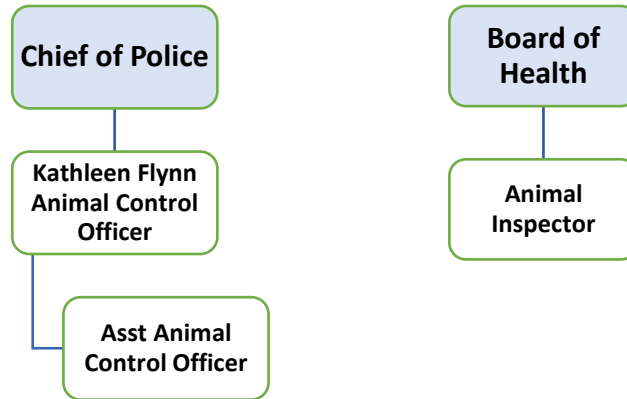 Chief of Police
Kathleen Flynn
Animal Control
Officer
Asst Animal
Control Officer
Board of
Health
Animal
Inspector